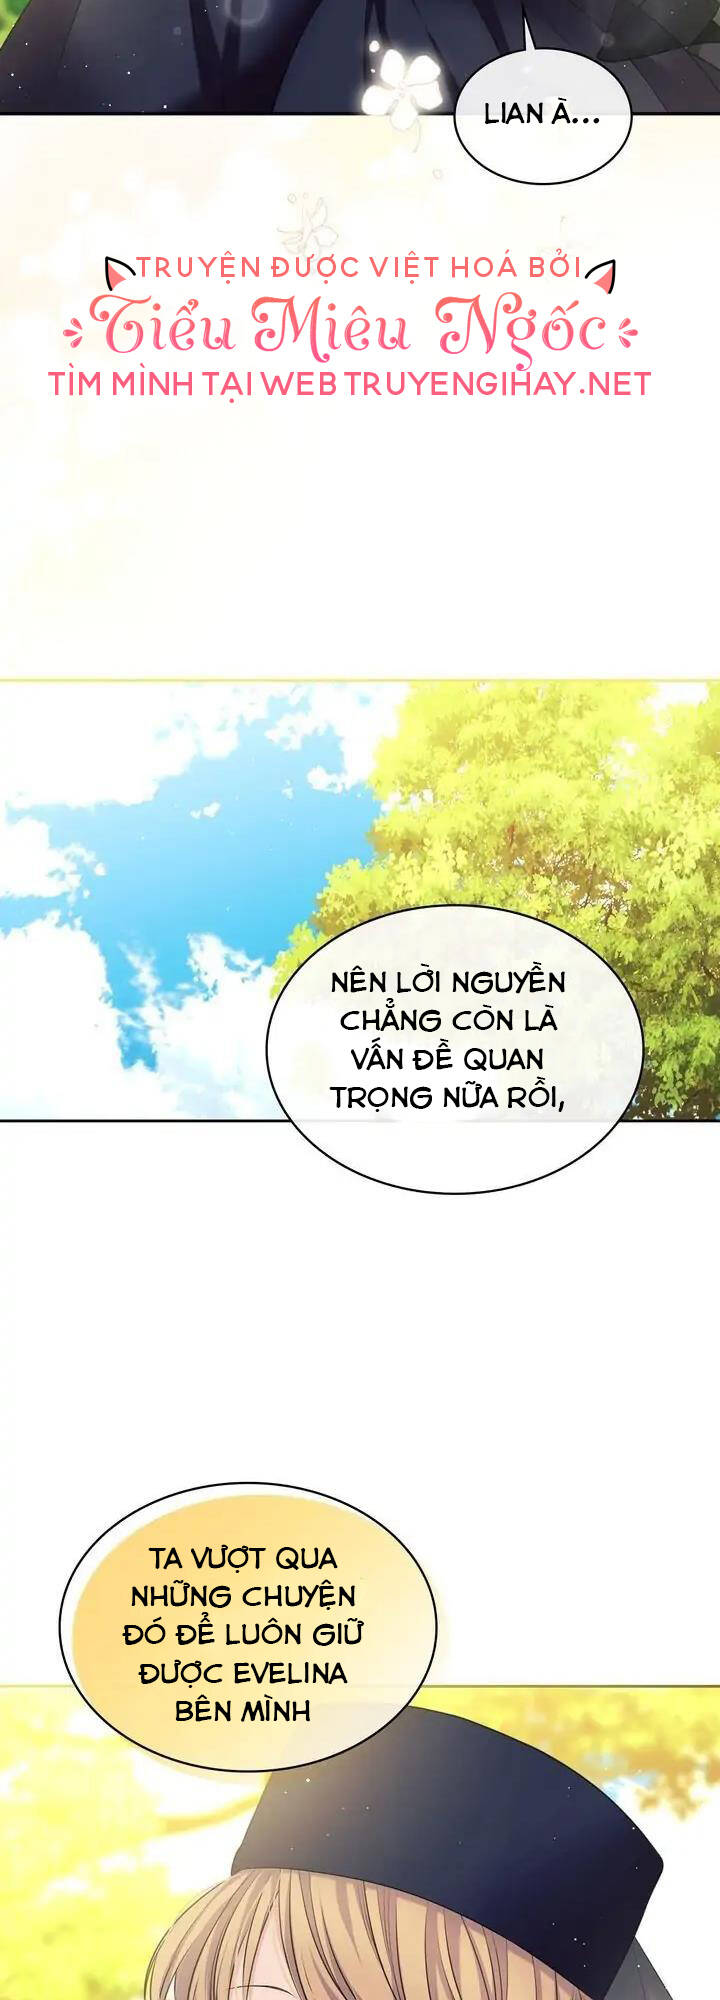 LIAN À...
TRUYỆN ĐƯỢC VIỆT HOÁ BỞI
Tiểu Miêu Ngốc
TÌM MÌNH TẠI WEB TRUYENGIHAY.NET
NÊN LỜI NGUYỀN
CHẲNG CÒN LÀ
VẤN ĐỀ QUAN
TRỌNG NỮA RỒI,
TA VƯỢT QUA
NHỮNG CHUYỆN
ĐÓ ĐỂ LUÔN GIỮ
ĐƯỢC EVELINA
BÊN MÌNH